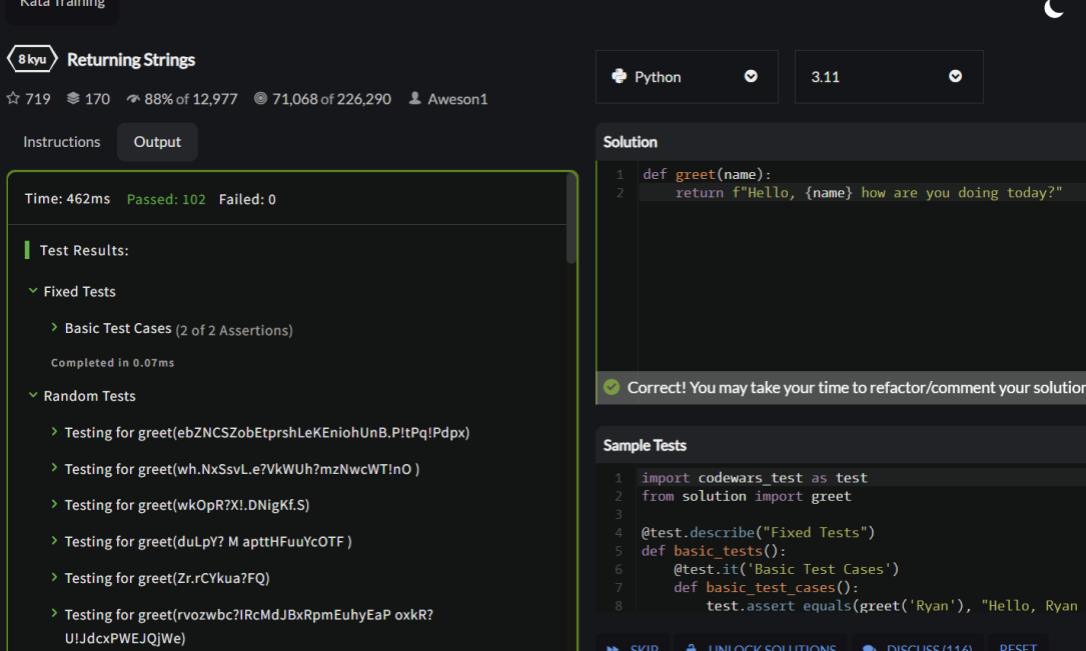 Kata Training
8 kyu Returning Strings
719 170 88% of 12,977 71,068 of 226,290 Aweson1
Instructions Output
Time: 462ms Passed: 102 Failed: 0
Test Results:
Fixed Tests
Basic Test Cases (2 of 2 Assertions)
Completed in 0.07ms
Random Tests
Testing for greet(ebZNCSZobEtprshLeKEniohUnB.P!tPq!Pdpx)
Testing for greet(wh.NxSsvL.e?VkWUh?mzNwcWT!nO )
Testing for greet(wkOpR?X!.DNigKf.S)
Testing for greet(duLpY? M apttHFuuYcOTF )
Testing for greet(Zr.rCYkua?FQ)
Testing for greet(rvozwbc?IRcMdJBxRpmEuhyEaP oxkR?
U!JdcxPWEJQjWe)
Python 3.11
Solution
1 def greet(name):
2 return f"Hello, {name} how are you doing today?"
Correct! You may take your time to refactor/comment your solution
Sample Tests
1 import codewars_test as test
2 from solution import greet
3
4 @test.describe("Fixed Tests")
5 def basic_tests():
6 @test.it('Basic Test Cases')
7 def basic_test_cases():
8 test.assert_equals(greet('Ryan'), "Hello, Ryan
SKIP UNLOCK SOLUTIONS DISCUSS (116) RESET